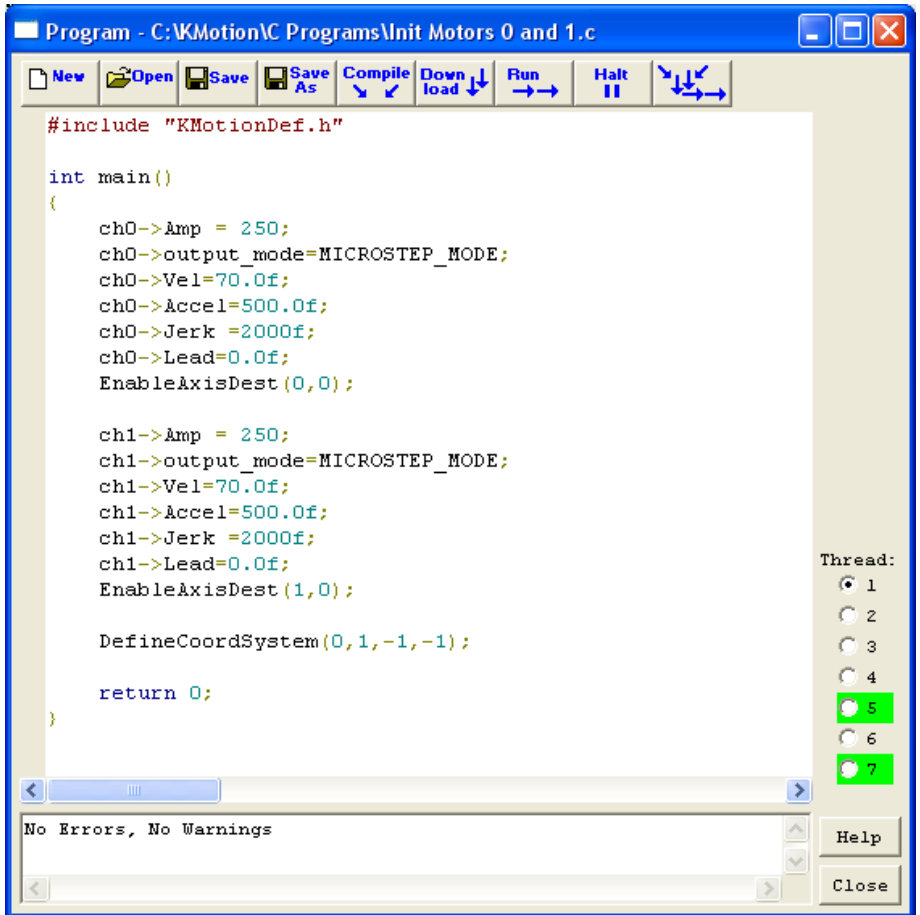 Program - C:\KMotion\C Programs\Init Motors 0 and 1.c
New Open Save Save As Compile Down load Run Halt
#include "KMotionDef.h"
int main()
{
ch0->Amp = 250;
ch0->output_mode=MICROSTEP_MODE;
ch0->Vel=70.0f;
ch0->Accel=500.0f;
ch0->Jerk =2000f;
ch0->Lead=0.0f;
EnableAxisDest(0,0);
ch1->Amp = 250;
ch1->output_mode=MICROSTEP_MODE;
ch1->Vel=70.0f;
ch1->Accel=500.0f;
ch1->Jerk =2000f;
ch1->Lead=0.0f;
EnableAxisDest(1,0);
DefineCoordSystem(0,1,-1,-1);
return 0;
}
Thread:
1
2
3
4
5
6
7
No Errors, No Warnings
Help
Close